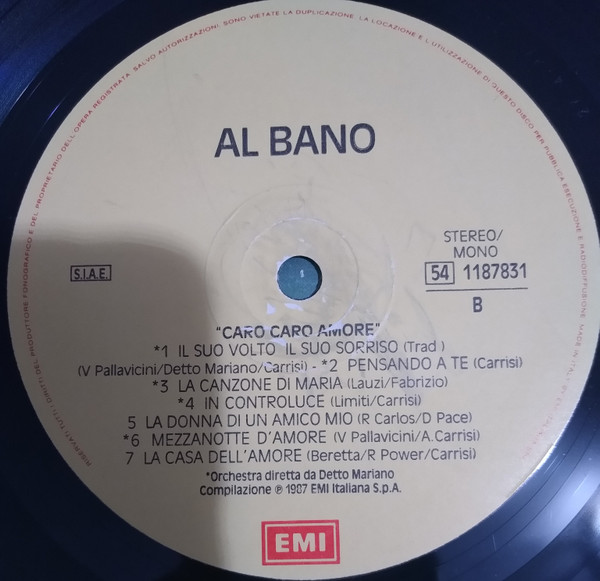 RISERVATI TUTTI I DIRITTI DEL PRODUTTORE FONOGRAFICO E DEL PROPRIETARIO DELL'OPERA REGISTRATA. SALVO AUTORIZZAZIONI, SONO VIETATE LA DUPLICAZIONE, LA LOCAZIONE E L'UTILIZZAZIONE DI QUESTO DISCO PER PUBBLICA ESECUZIONE E RADIODIFFUSIONE. MADE IN ITALY
AL BANO
STEREO/
MONO
S.I.A.E.
54 1187831
B
"CARO CARO AMORE"
*1 IL SUO VOLTO IL SUO SORRISO (Trad )
(V Pallavicini/Detto Mariano/Carrisi) - *2 PENSANDO A TE (Carrisi)
*3 LA CANZONE DI MARIA (Lauzi/Fabrizio)
*4 IN CONTROLUCE (Limiti/Carrisi)
5 LA DONNA DI UN AMICO MIO (R Carlos/D Pace)
*6 MEZZANOTTE D'AMORE (V Pallavicini/A.Carrisi)
7 LA CASA DELL'AMORE (Beretta/R Power/Carrisi)
*Orchestra diretta da Detto Mariano
Compilazione ℗ 1987 EMI Italiana S.p.A.
EMI